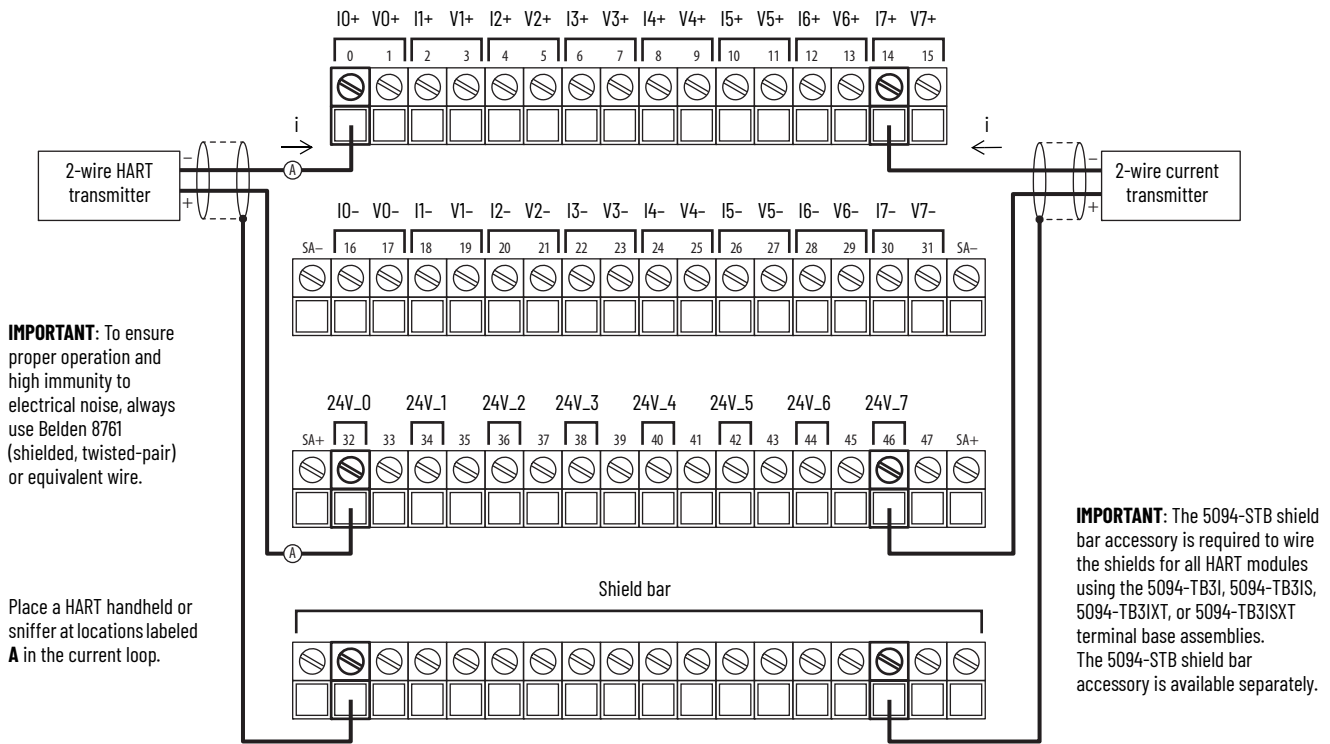 I0+ V0+ I1+ V1+ I2+ V2+ I3+ V3+ I4+ V4+ I5+ V5+ I6+ V6+ I7+ V7+
0 1 2 3 4 5 6 7 8 9 10 11 12 13 14 15
i
i
2-wire HART
transmitter
−
+
A
2-wire current
transmitter
−
+
I0− V0− I1− V1− I2− V2− I3− V3− I4− V4− I5− V5− I6− V6− I7− V7−
SA− 16 17 18 19 20 21 22 23 24 25 26 27 28 29 30 31 SA−
IMPORTANT: To ensure
proper operation and
high immunity to
electrical noise, always
use Belden 8761
(shielded, twisted-pair)
or equivalent wire.
24V_0 24V_1 24V_2 24V_3 24V_4 24V_5 24V_6 24V_7
SA+ 32 33 34 35 36 37 38 39 40 41 42 43 44 45 46 47 SA+
A
Place a HART handheld or
sniffer at locations labeled
A in the current loop.
Shield bar
IMPORTANT: The 5094-STB shield
bar accessory is required to wire
the shields for all HART modules
using the 5094-TB3I, 5094-TB3IS,
5094-TB3IXT, or 5094-TB3ISXT
terminal base assemblies.
The 5094-STB shield bar
accessory is available separately.